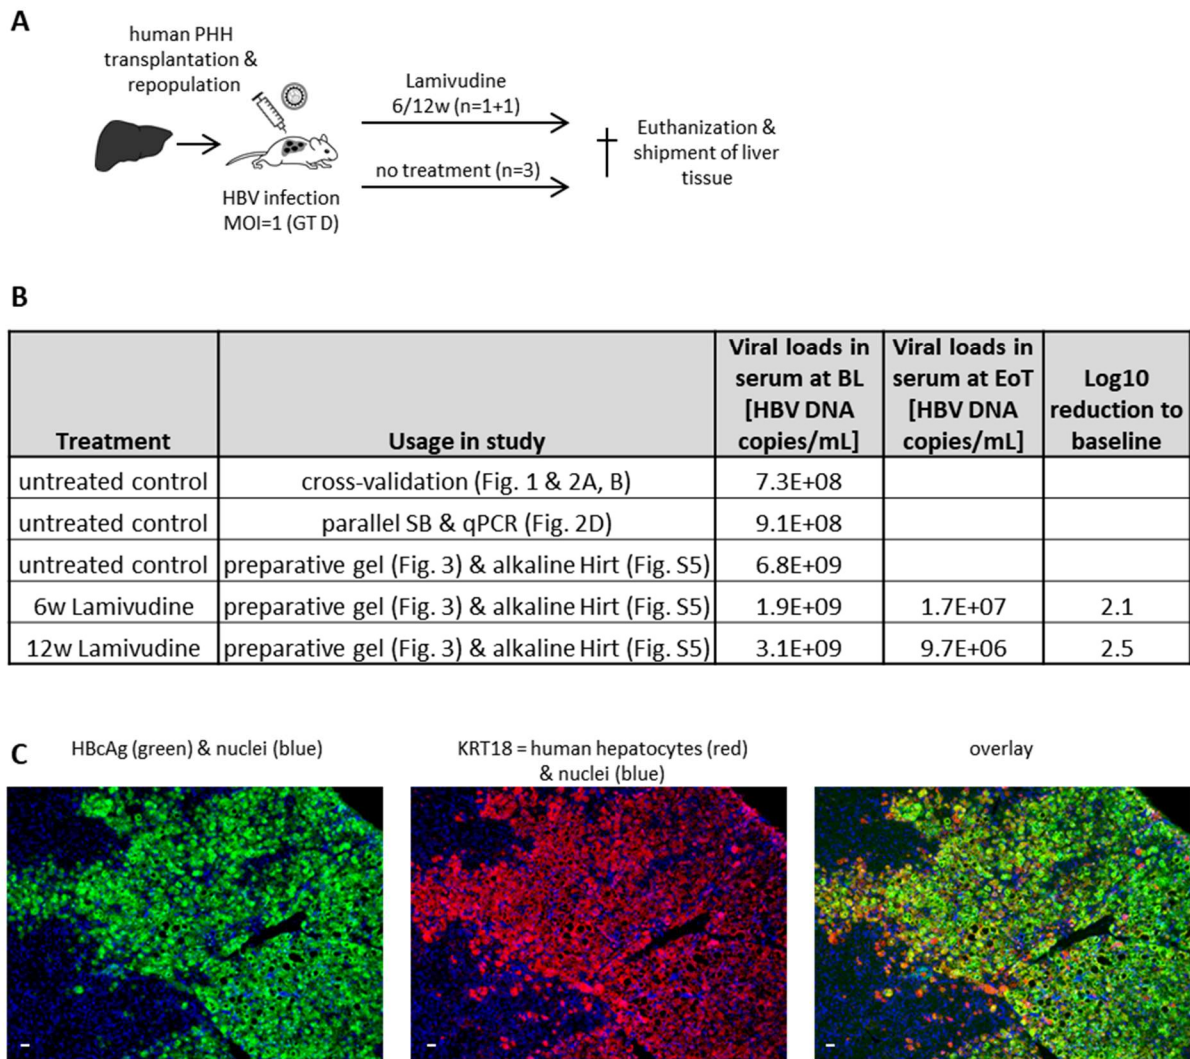 A
human PHH
transplantation &
repopulation
Lamivudine
6/12w (n=1+1)
no treatment (n=3)
Euthanization &
shipment of liver
tissue
HBV infection
MOI=1 (GT D)
B
Treatment
Usage in study
Viral loads in
serum at BL
[HBV DNA
copies/mL]
Viral loads in
serum at EoT
[HBV DNA
copies/mL]
Log10
reduction to
baseline
untreated control cross-validation (Fig. 1 & 2A, B) 7.3E+08
untreated control parallel SB & qPCR (Fig. 2D) 9.1E+08
untreated control preparative gel (Fig. 3) & alkaline Hirt (Fig. S5) 6.8E+09
6w Lamivudine preparative gel (Fig. 3) & alkaline Hirt (Fig. S5) 1.9E+09 1.7E+07 2.1
12w Lamivudine preparative gel (Fig. 3) & alkaline Hirt (Fig. S5) 3.1E+09 9.7E+06 2.5
C
HBcAg (green) & nuclei (blue)
KRT18 = human hepatocytes (red)
& nuclei (blue)
overlay